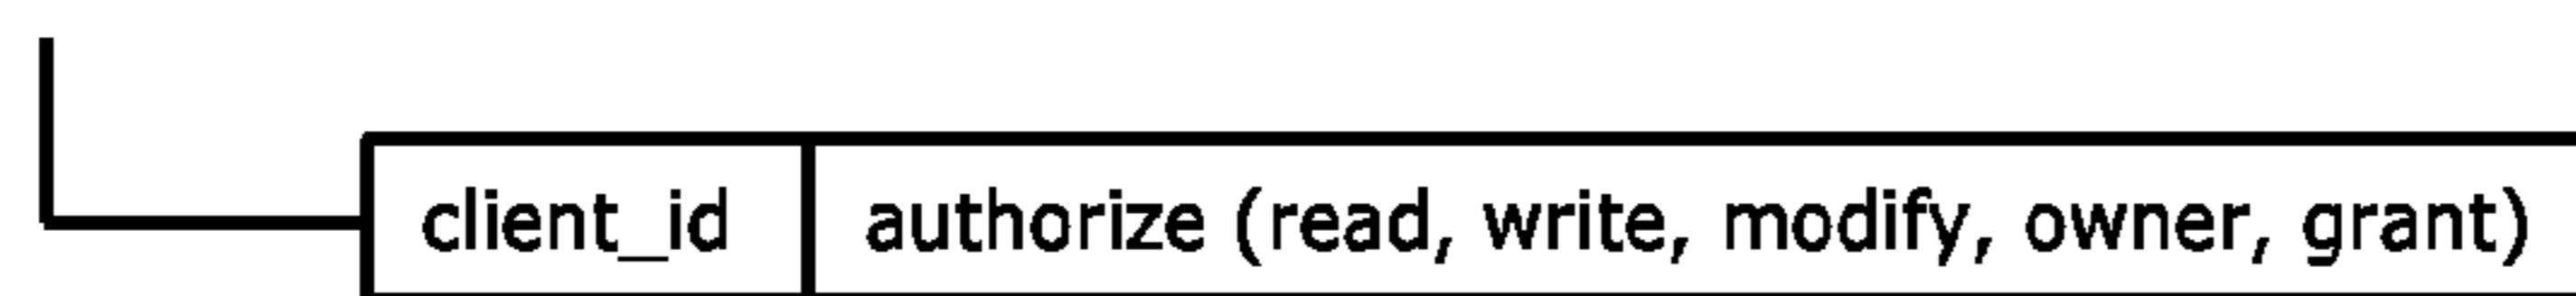 client_id authorize (read, write, modify, owner, grant)